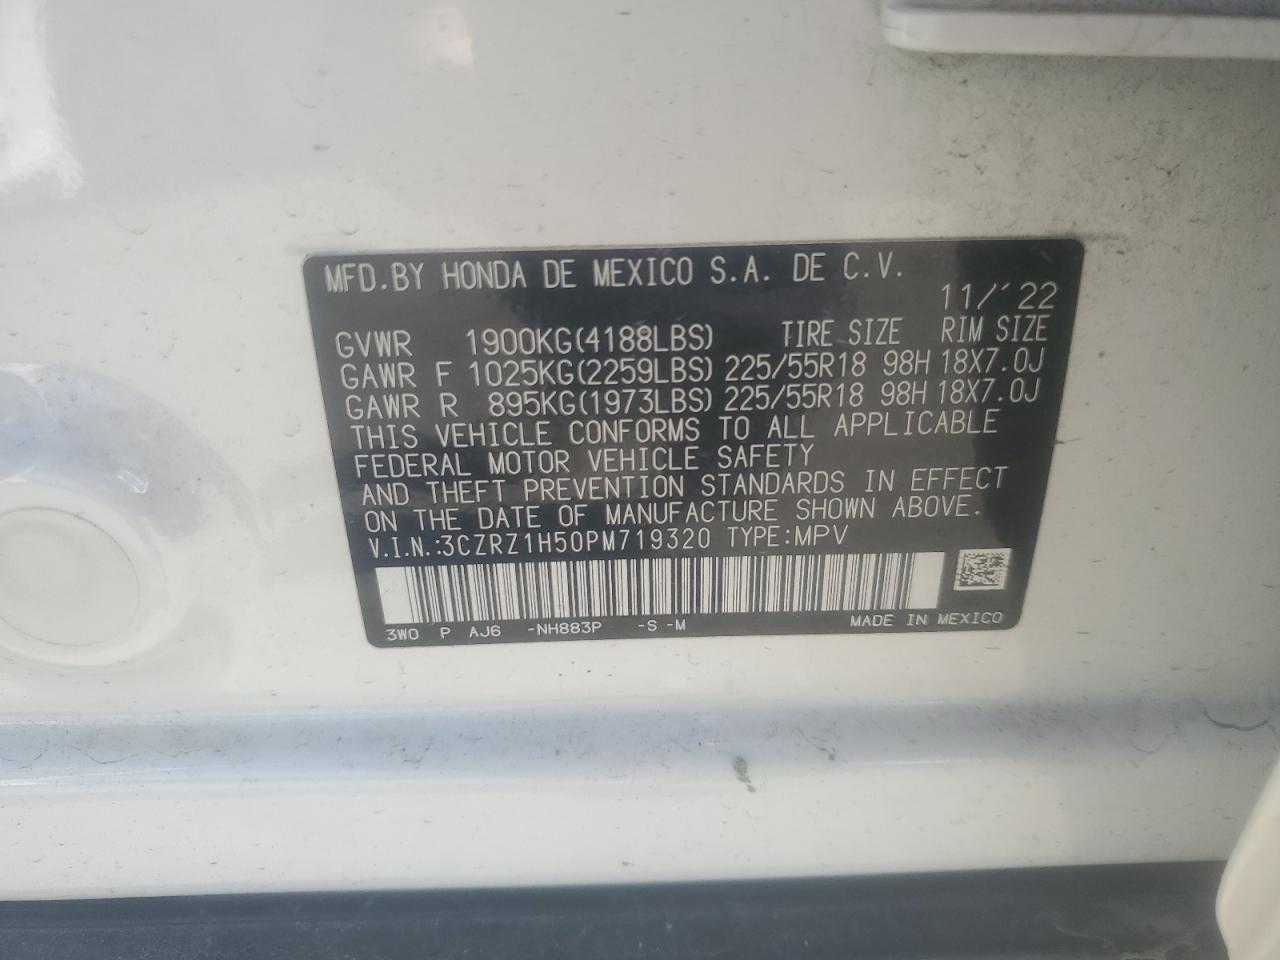 MFD.BY HONDA DE MEXICO S.A. DE C.V.
11/´22
GVWR 1900KG(4188LBS) TIRE SIZE RIM SIZE
GAWR F 1025KG(2259LBS) 225/55R18 98H 18X7.0J
GAWR R 895KG(1973LBS) 225/55R18 98H 18X7.0J
THIS VEHICLE CONFORMS TO ALL APPLICABLE
FEDERAL MOTOR VEHICLE SAFETY
AND THEFT PREVENTION STANDARDS IN EFFECT
ON THE DATE OF MANUFACTURE SHOWN ABOVE.
V.I.N.:3CZRZ1H50PM719320 TYPE:MPV
3W0 P AJ6 -NH883P -S -M MADE IN MEXICO